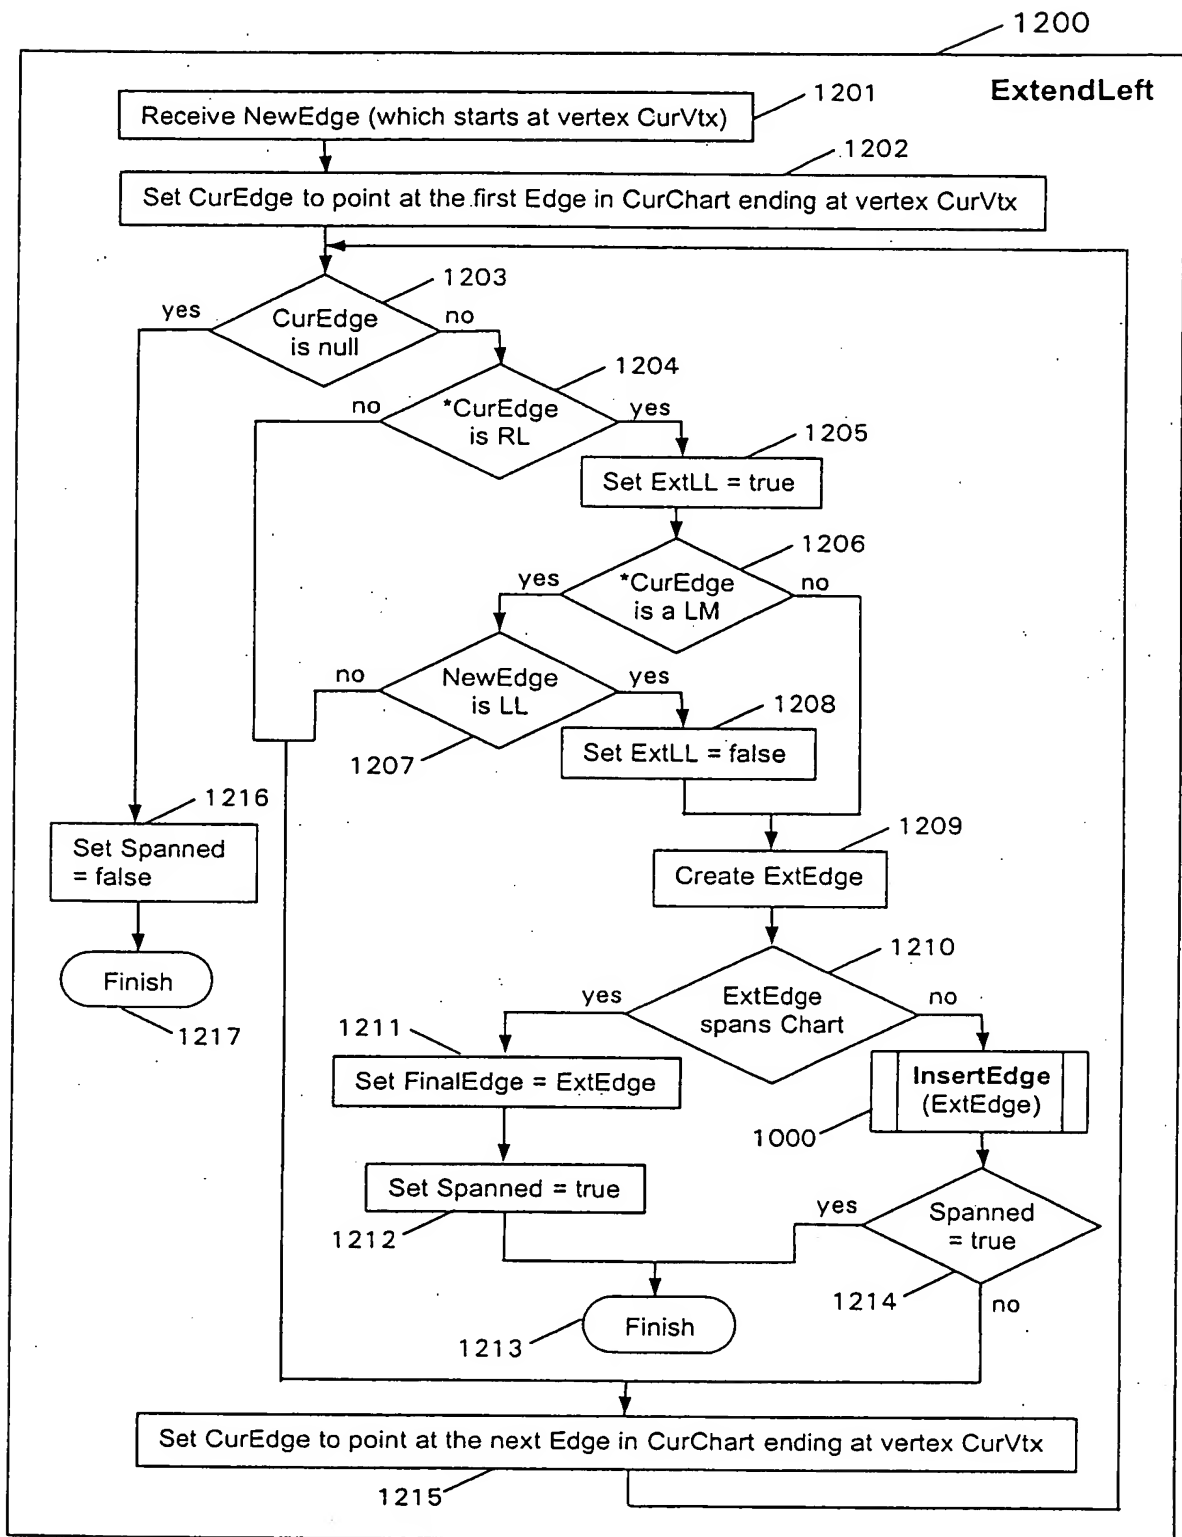 1200
ExtendLeft
1201
Receive NewEdge (which starts at vertex CurVtx)
1202
Set CurEdge to point at the first Edge in CurChart ending at vertex CurVtx
1203
yes
CurEdge
is null
no
1204
no
*CurEdge
is RL
yes
1205
Set ExtLL = true
1206
yes
*CurEdge
is a LM
no
no
NewEdge
is LL
yes
1208
1207
Set ExtLL = false
1216
Set Spanned
= false
1209
Create ExtEdge
Finish
1217
1210
yes
ExtEdge
spans Chart
no
1211
Set FinalEdge = ExtEdge
InsertEdge
(ExtEdge)
1000
Set Spanned = true
1212
yes
Spanned
= true
1214
no
Finish
1213
Set CurEdge to point at the next Edge in CurChart ending at vertex CurVtx
1215